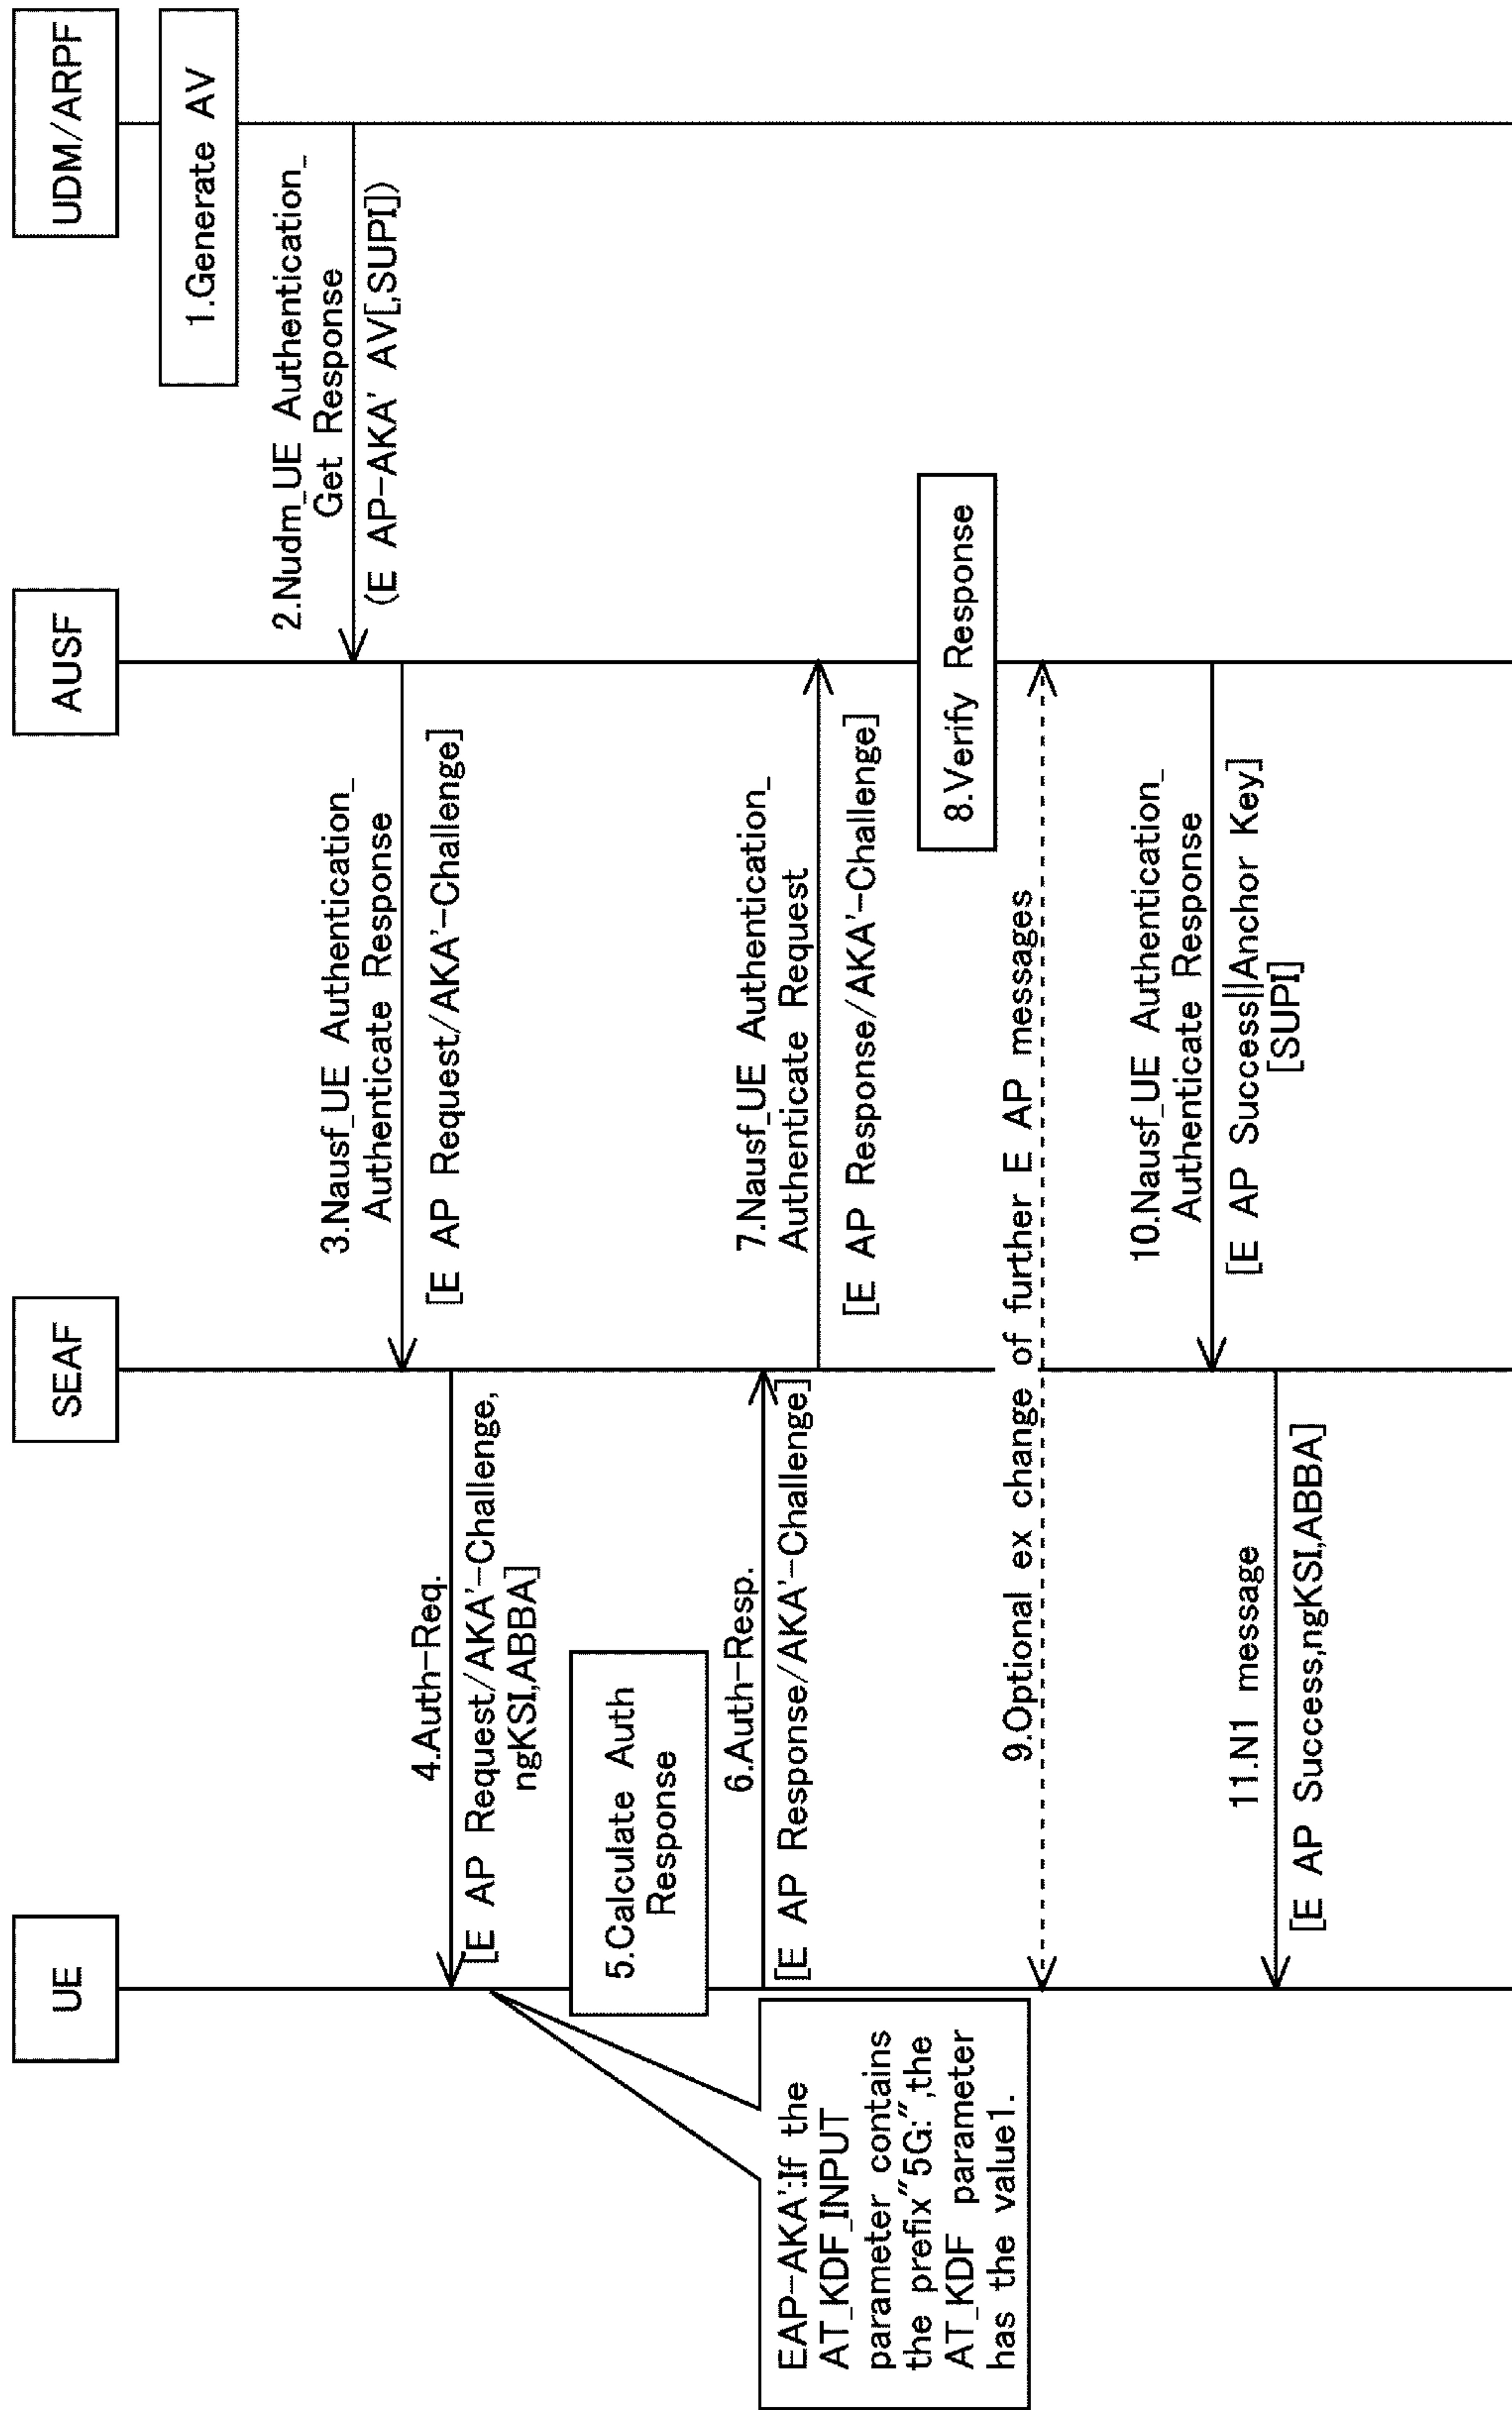 UE
SEAF
AUSF
UDM/ARPF
1.Generate AV
2.Nudm_UE Authentication_
Get Response
(E AP-AKA' AV[,SUPI])
3.Nausf_UE Authentication_
Authenticate Response
[E AP Request/AKA'-Challenge]
4.Auth-Req.
[E AP Request/AKA'-Challenge,
ngKSI,ABBA]
5.Calculate Auth
Response
EAP-AKA':If the
AT_KDF_INPUT
parameter contains
the prefix"5G:",the
AT_KDF parameter
has the value1.
6.Auth-Resp.
[E AP Response/AKA'-Challenge]
7.Nausf_UE Authentication_
Authenticate Request
[E AP Response/AKA'-Challenge]
8.Verify Response
9.Optional ex change of further E AP messages
10.Nausf_UE Authentication_
Authenticate Response
[E AP Success||Anchor Key]
[SUPI]
11.N1 message
[E AP Success,ngKSI,ABBA]